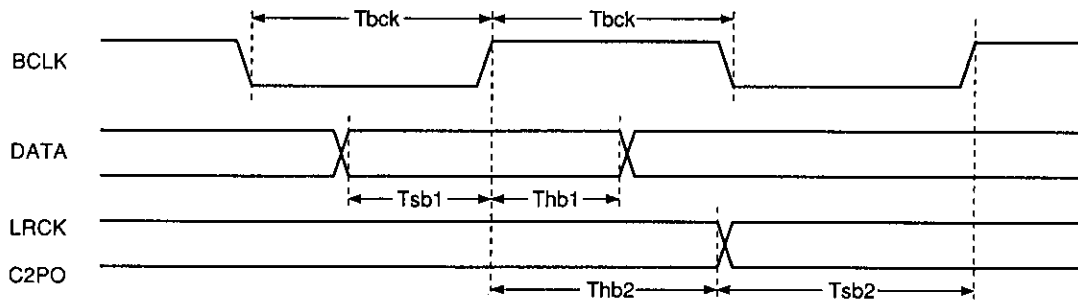 Tbck Tbck
BCLK
DATA
Tsb1 Thb1
LRCK
C2PO
Thb2 Tsb2